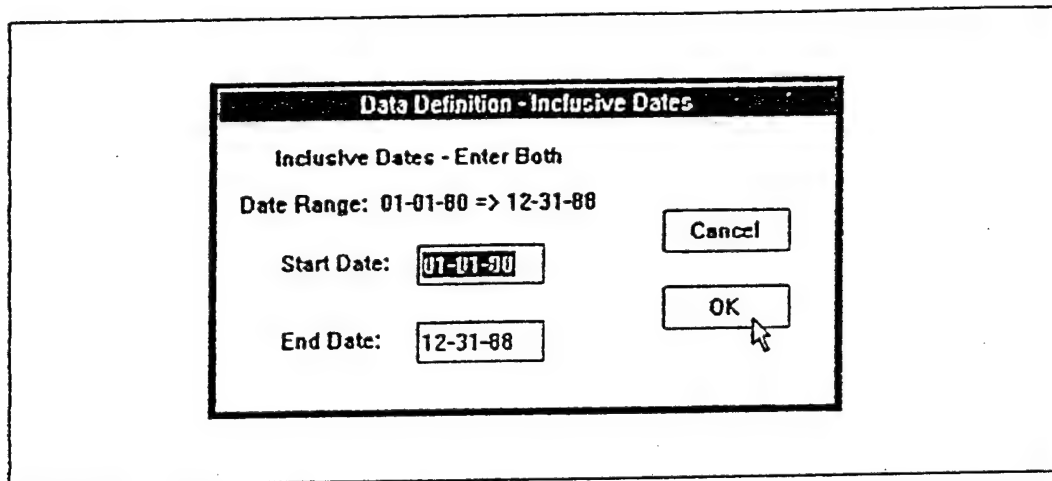 Data Definition - Inclusive Dates
Inclusive Dates - Enter Both
Date Range: 01-01-80 => 12-31-88
Cancel
Start Date: 01-01-80
OK
End Date: 12-31-88